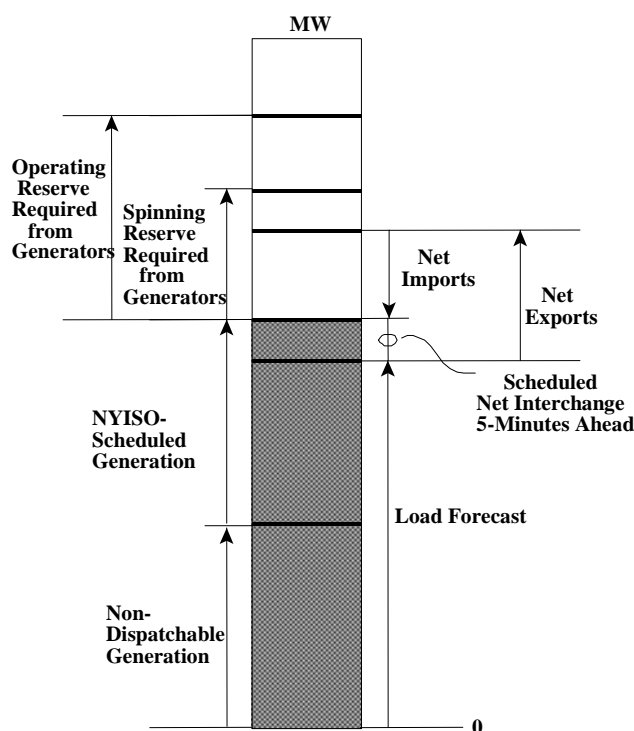 MW
Operating
Reserve
Required
from
Generators
Spinning
Reserve
Required
from
Generators
Net
Imports
Net
Exports
Scheduled
Net Interchange
5-Minutes Ahead
NYISO-
Scheduled
Generation
Load Forecast
Non-
Dispatchable
Generation
0